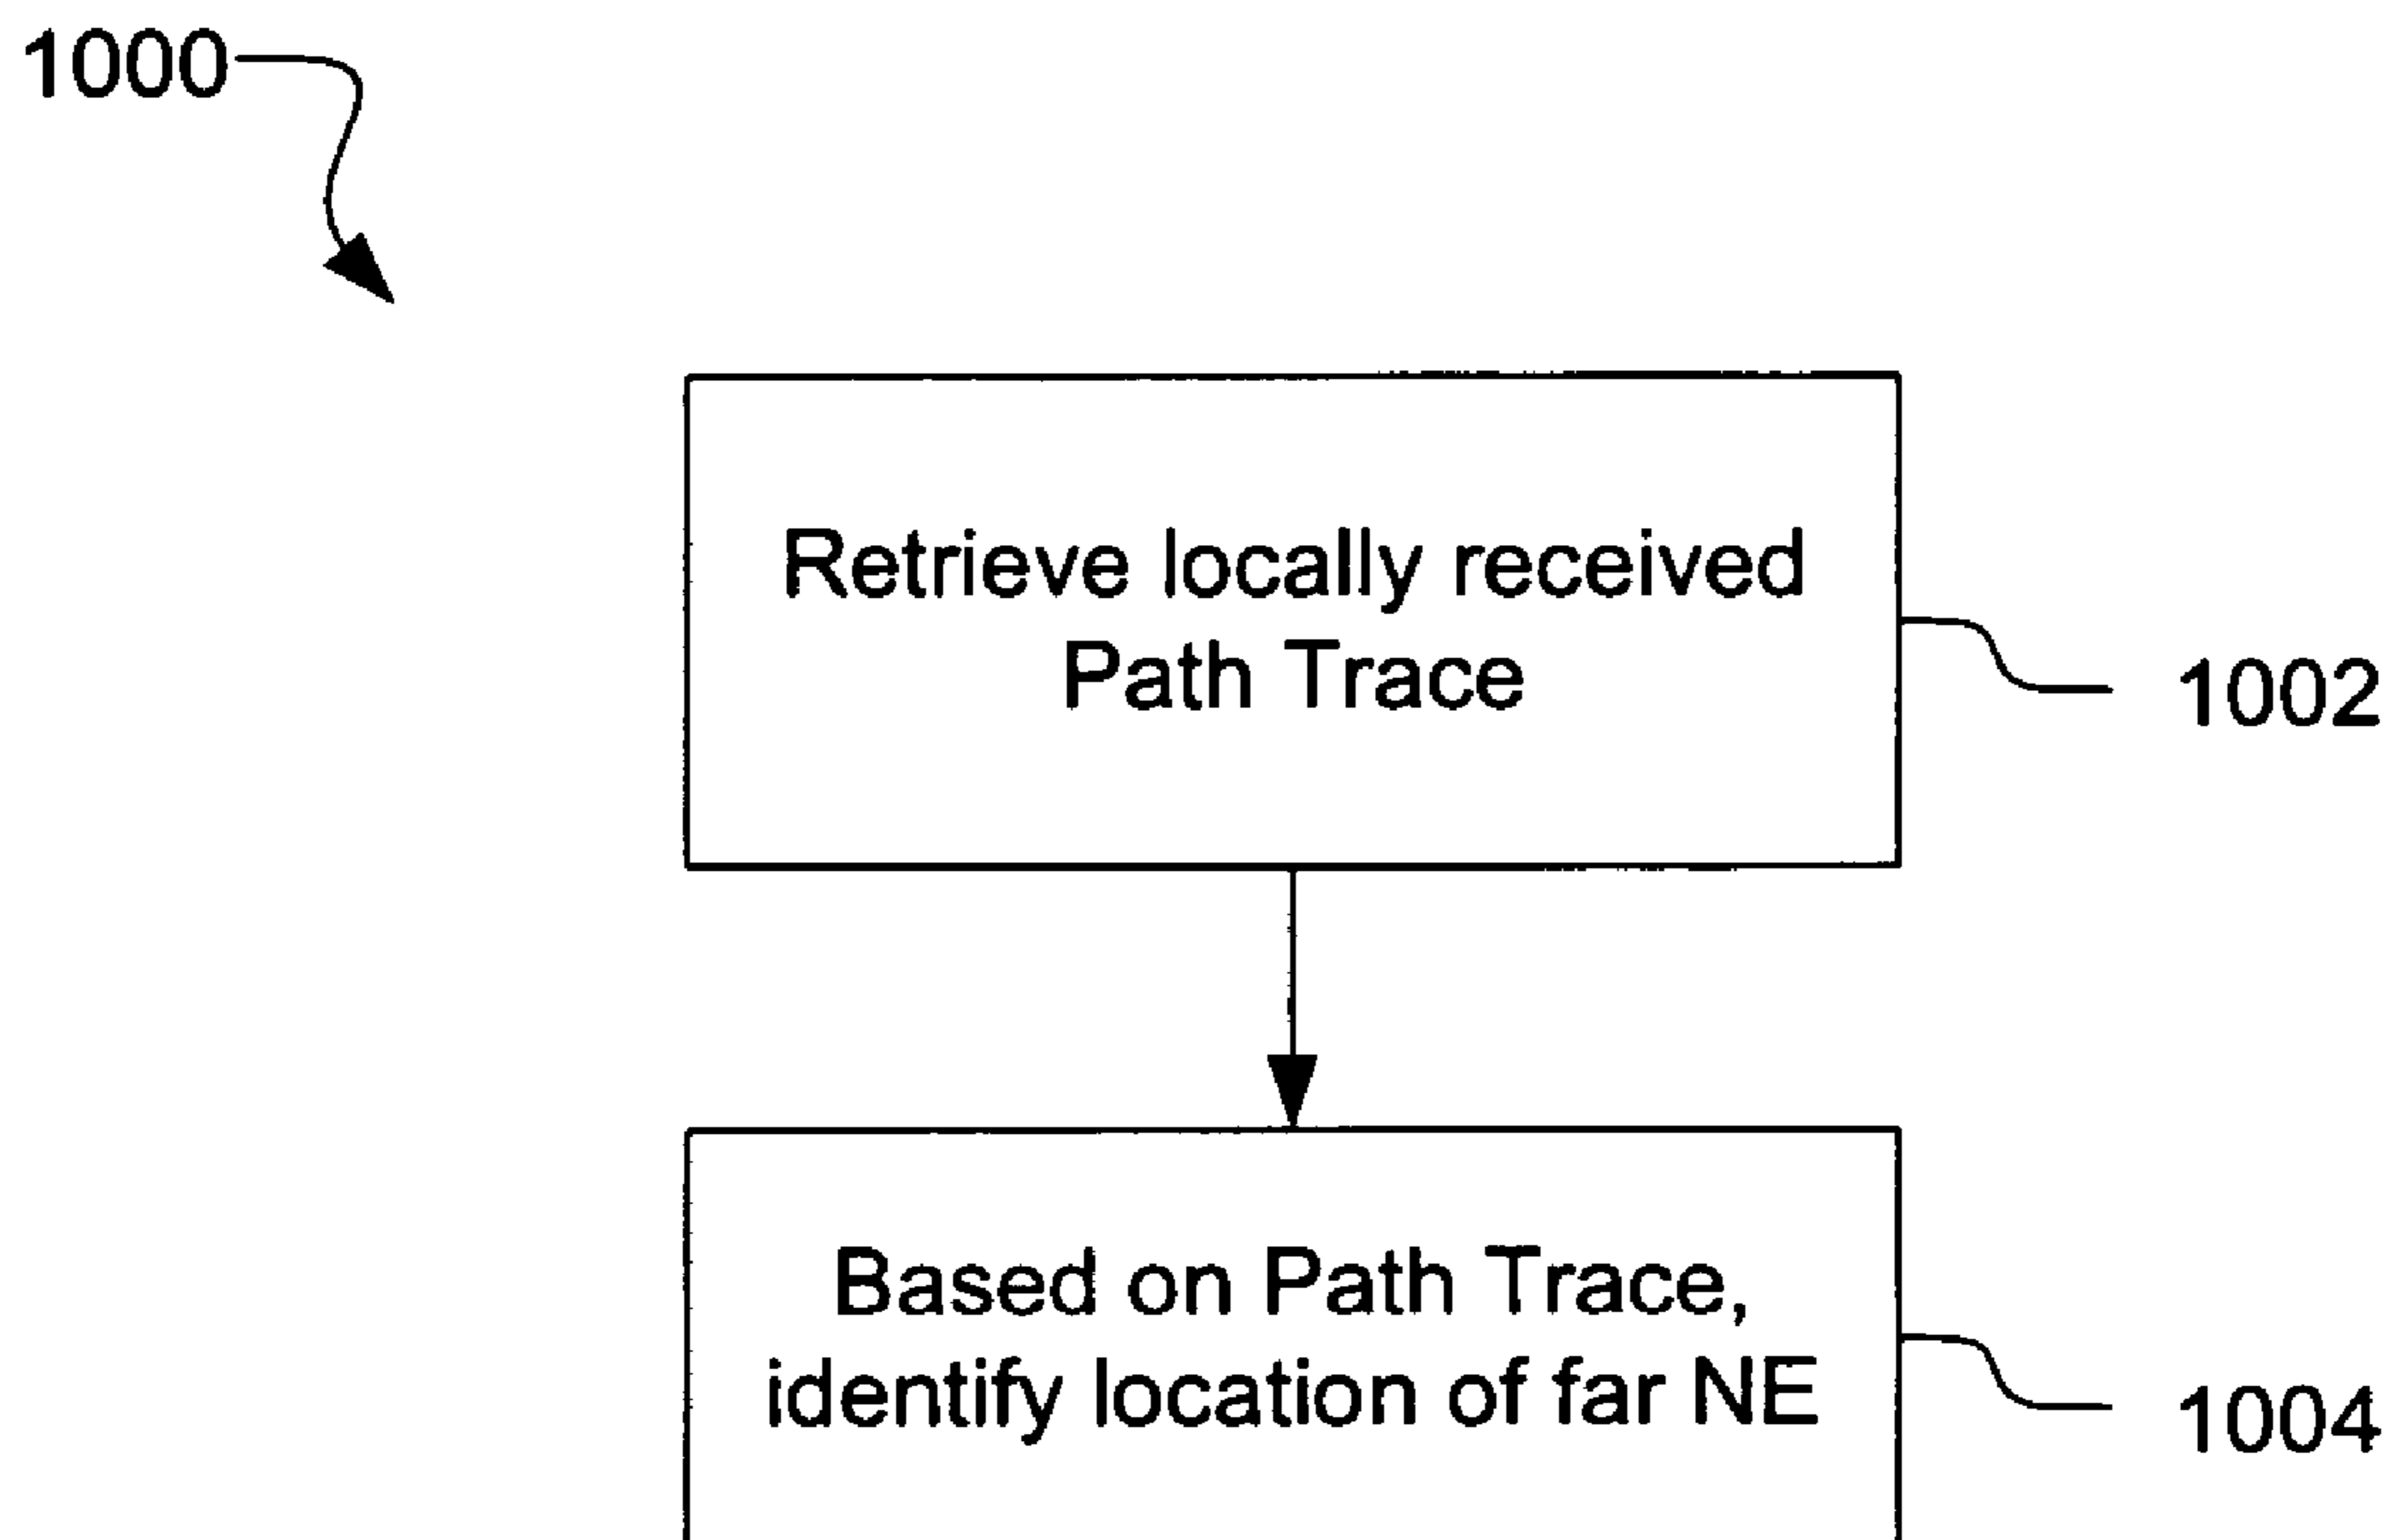 1000
Retrieve locally received
Path Trace
1002
Based on Path Trace,
identify location of far NE
1004